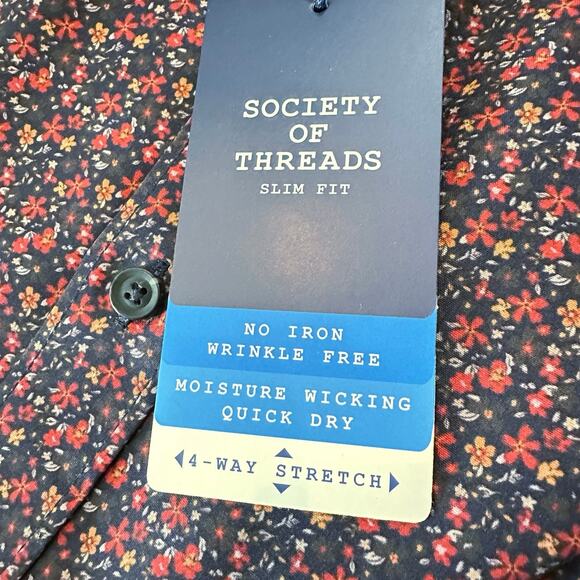 SOCIETY
OF
THREADS
SLIM FIT
NO IRON
WRINKLE FREE
MOISTURE WICKING
QUICK DRY
4-WAY STRETCH